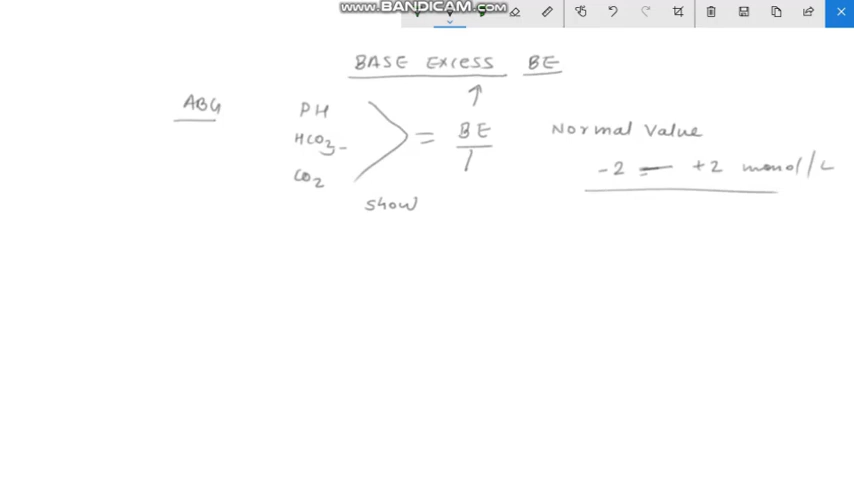 WWW.BANDICAM.COM
BASE Excess BE
ABG
PH
HCO3-
CO2
= BE
show
Normal Value
-2 — +2 mmol/L